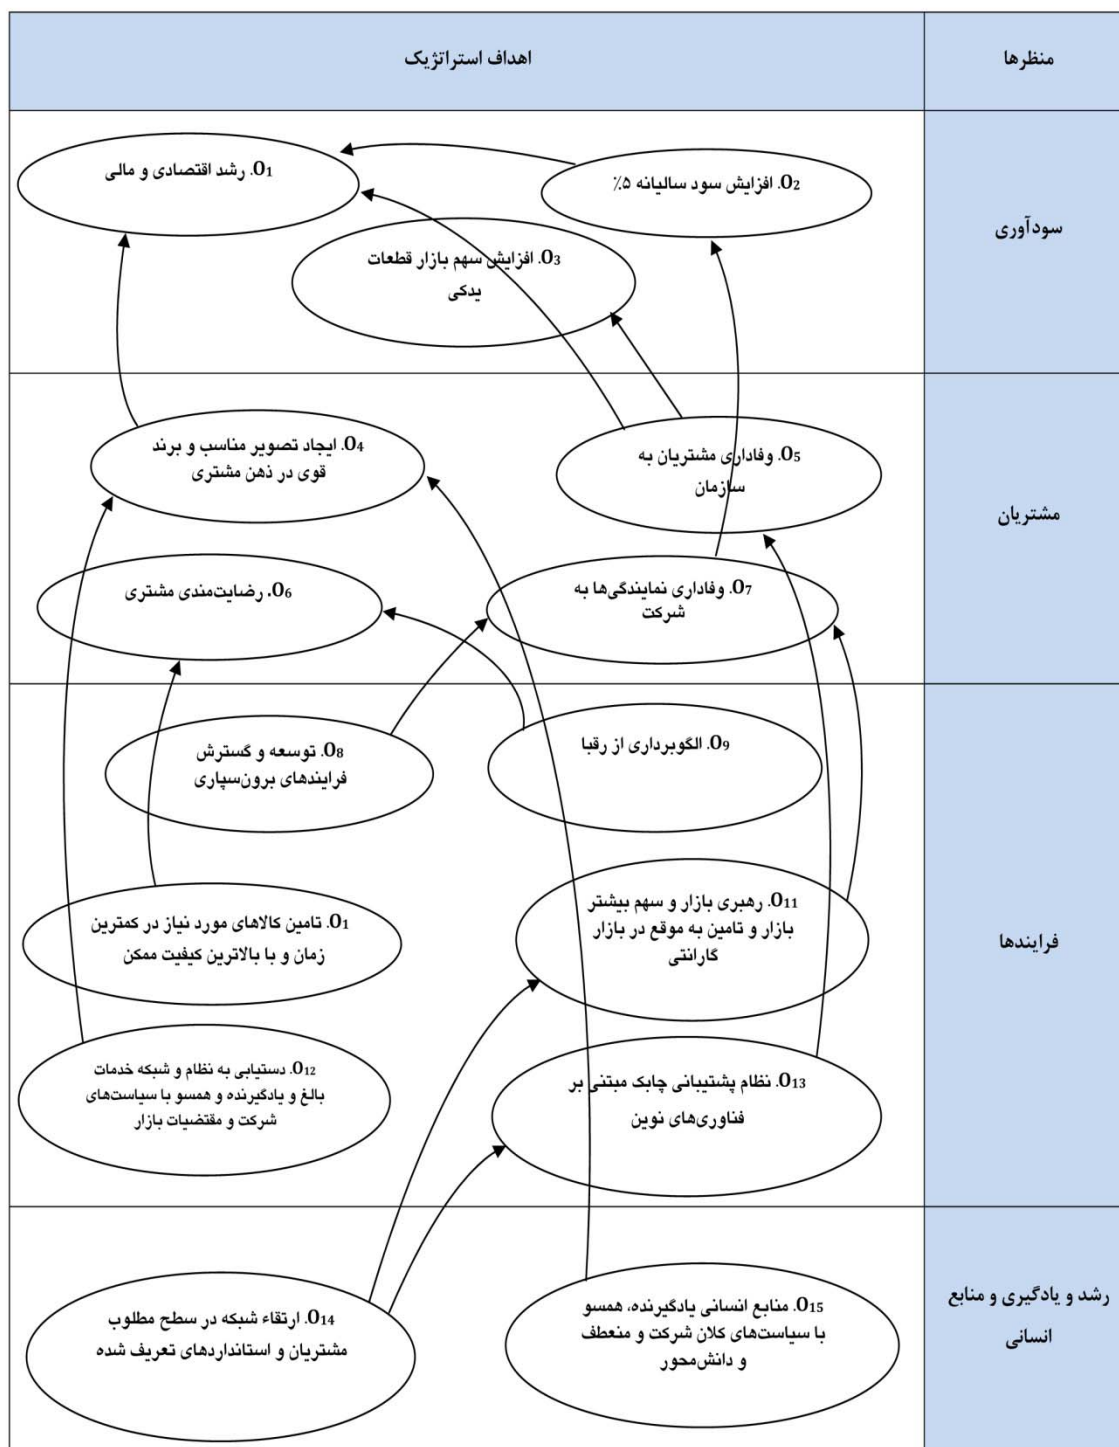 منظرها
اهداف استراتژیک
سودآوری
O2. افزایش سود سالیانه ۵٪
O1. رشد اقتصادی و مالی
O3. افزایش سهم بازار قطعات
یدکی
مشتریان
O5. وفاداری مشتریان به
سازمان
O4. ایجاد تصویر مناسب و برند
قوی در ذهن مشتری
O7. وفاداری نمایندگی‌ها به
شرکت
O6. رضایت‌مندی مشتری
فرایندها
O9. الگوبرداری از رقبا
O8. توسعه و گسترش
فرایندهای برون‌سپاری
O11. رهبری بازار و سهم بیشتر
بازار و تامین به موقع در بازار
گارانتی
O1. تامین کالاهای مورد نیاز در کمترین
زمان و با بالاترین کیفیت ممکن
O13. نظام پشتیبانی چابک مبتنی بر
فناوری‌های نوین
O12. دستیابی به نظام و شبکه خدمات
بالغ و یادگیرنده و همسو با سیاست‌های
شرکت و مقتضیات بازار
رشد و یادگیری و منابع
انسانی
O15. منابع انسانی یادگیرنده، همسو
با سیاست‌های کلان شرکت و منعطف
و دانش‌محور
O14. ارتقاء شبکه در سطح مطلوب
مشتریان و استانداردهای تعریف شده